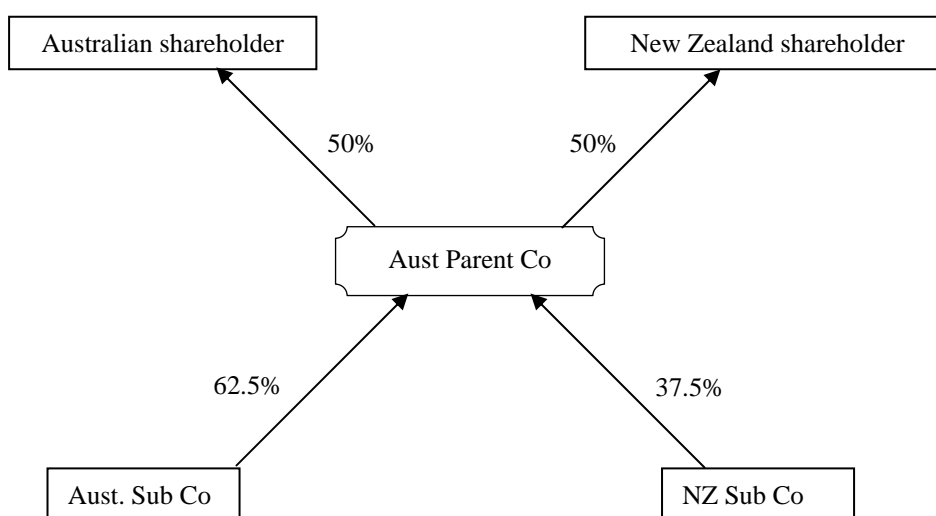 Australian shareholder
New Zealand shareholder
50%
50%
Aust Parent Co
62.5%
37.5%
Aust. Sub Co
NZ Sub Co